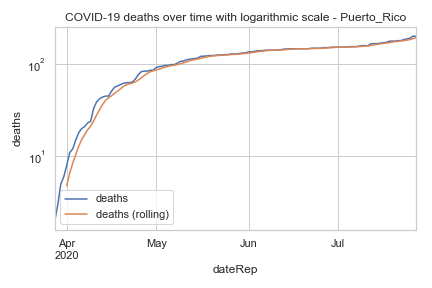 COVID-19 deaths over time with logarithmic scale - Puerto_Rico
deaths
10²
10¹
deaths
deaths (rolling)
Apr May Jun Jul
2020
dateRep